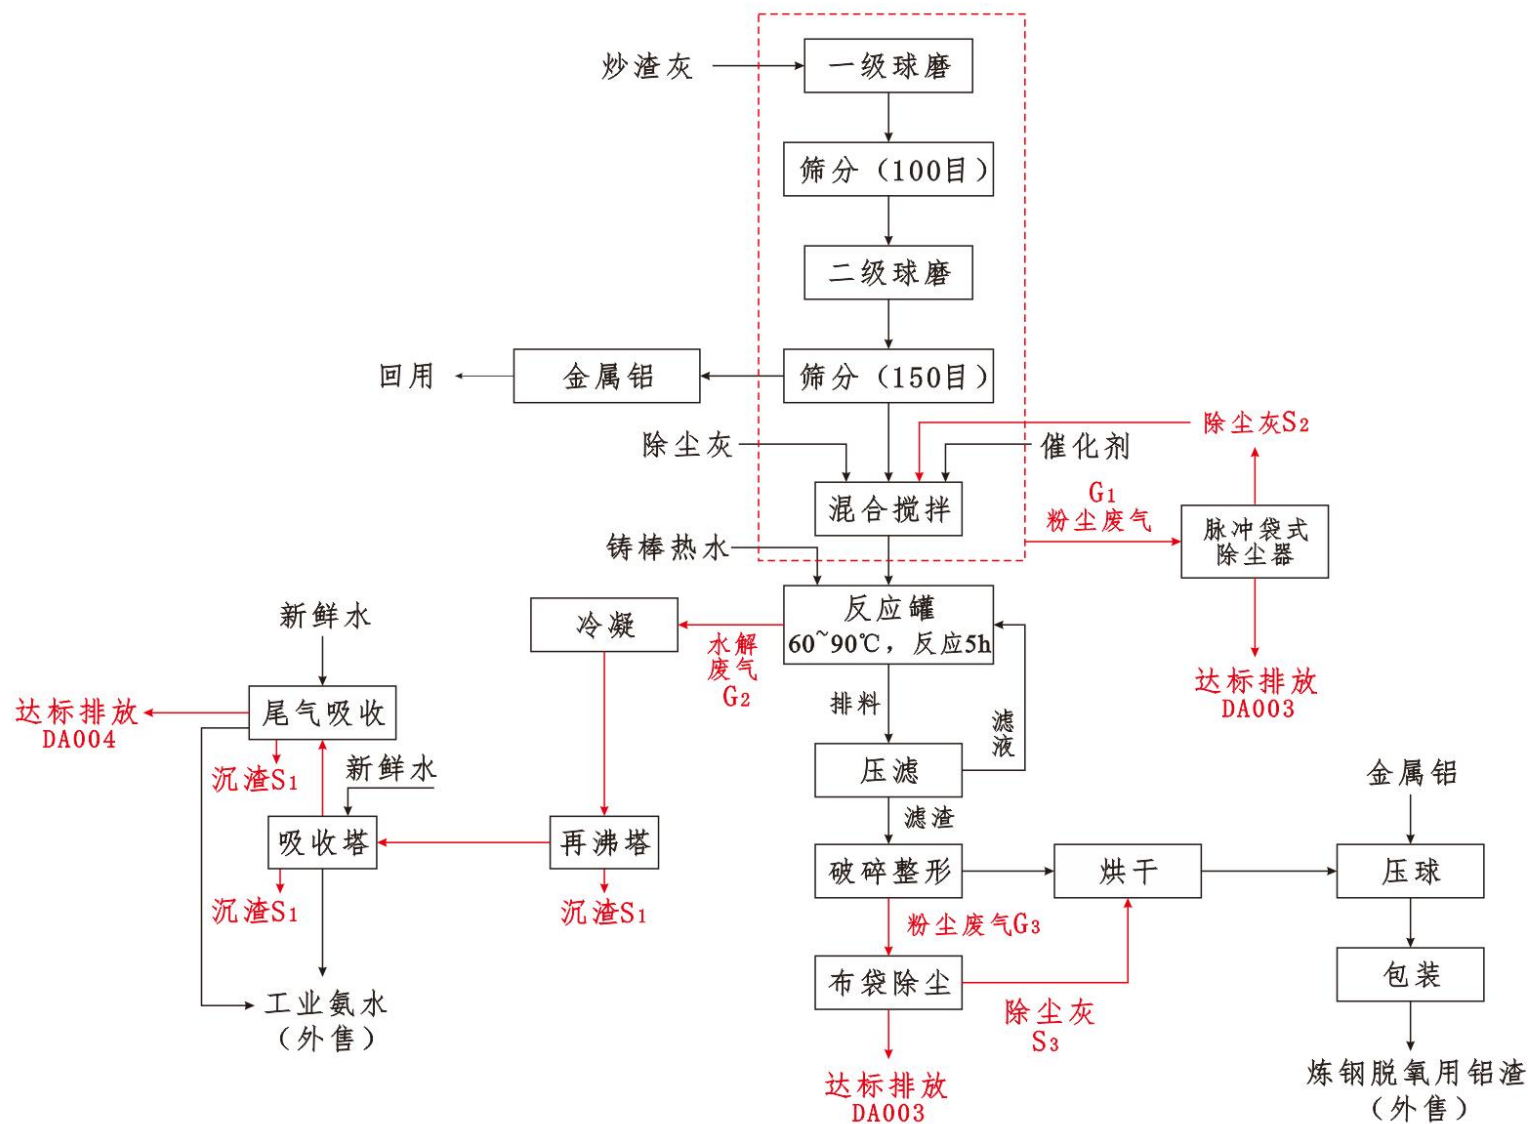 炒渣灰
一级球磨
筛分（100目）
二级球磨
回用
金属铝
筛分（150目）
除尘灰
催化剂
除尘灰S2
混合搅拌
G1
粉尘废气
脉冲袋式
除尘器
铸棒热水
达标排放
DA003
反应罐
60~90℃，反应5h
冷凝
水解
废气
G2
新鲜水
尾气吸收
达标排放
DA004
沉渣S1
新鲜水
排料
滤
液
压滤
滤渣
吸收塔
再沸塔
沉渣S1
沉渣S1
破碎整形
烘干
金属铝
压球
粉尘废气G3
布袋除尘
除尘灰
S3
包装
工业氨水
（外售）
达标排放
DA003
炼钢脱氧用铝渣
（外售）